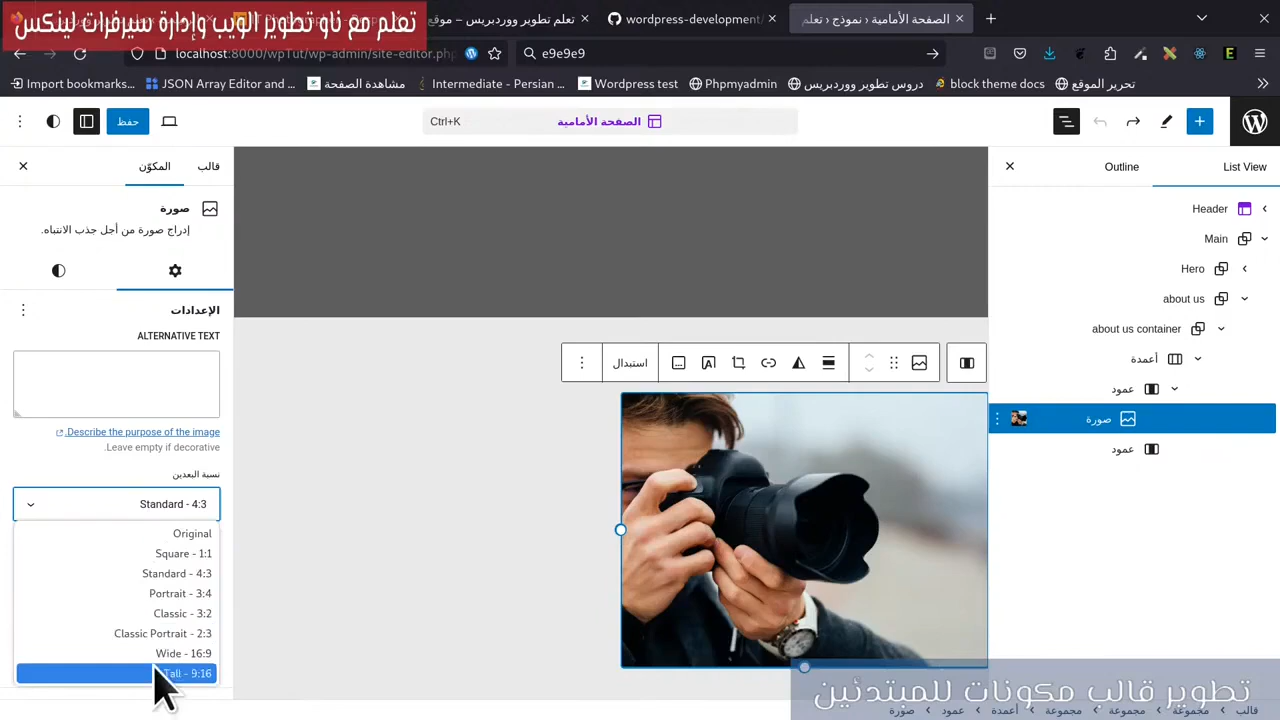 تعلم مع ناو تطوير الويب وإدارة سيرفرات لينكس
تعلم تطوير ووردبريس – موقع
wordpress-development/
الصفحة الأمامية ‹ نموذج ‹ تعلم
localhost:8000/wpTut/wp-admin/site-editor.php
e9e9e9
Import bookmarks...
JSON Array Editor and ...
مشاهدة الصفحة
Intermediate - Persian ...
Wordpress test
Phpmyadmin
دروس تطوير ووردبريس
block theme docs
تحرير الموقع
حفظ
Ctrl+K
الصفحة الأمامية
المكوّن
قالب
Outline
List View
صورة
إدراج صورة من أجل جذب الانتباه.
الإعدادات
ALTERNATIVE TEXT
Describe the purpose of the image.
Leave empty if decorative.
نسبة البعدين
Standard - 4:3
Original
Square - 1:1
Standard - 4:3
Portrait - 3:4
Classic - 3:2
Classic Portrait - 2:3
Wide - 16:9
Tall - 9:16
استبدال
Header
Main
Hero
about us
about us container
أعمدة
عمود
صورة
عمود
تطوير قالب مكونات للمبتدئين
قالب
مجموعة
مجموعة
مجموعة
أعمدة
عمود
صورة